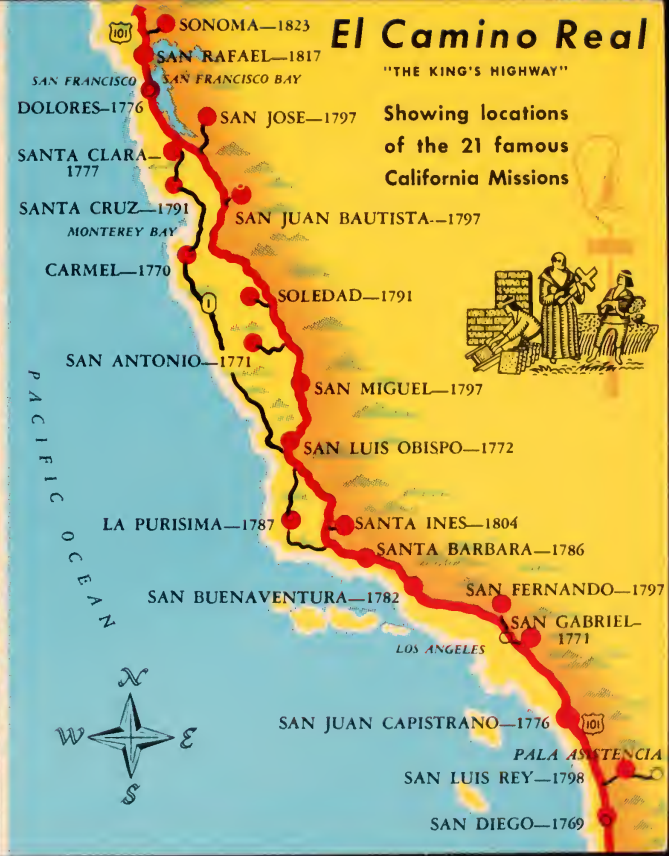 El Camino Real
"THE KING'S HIGHWAY"
Showing locations
of the 21 famous
California Missions
101
SONOMA—1823
SAN RAFAEL—1817
SAN FRANCISCO
SAN FRANCISCO BAY
DOLORES—1776
SAN JOSE—1797
SANTA CLARA—
1777
SANTA CRUZ—1791
SAN JUAN BAUTISTA—1797
MONTEREY BAY
CARMEL—1770
1
SOLEDAD—1791
SAN ANTONIO—1771
SAN MIGUEL—1797
SAN LUIS OBISPO—1772
PACIFIC OCEAN
LA PURISIMA—1787
SANTA INES—1804
SANTA BARBARA—1786
SAN BUENAVENTURA—1782
SAN FERNANDO—1797
SAN GABRIEL—
1771
LOS ANGELES
N
W
E
S
SAN JUAN CAPISTRANO—1776
101
PALA ASISTENCIA
SAN LUIS REY—1798
SAN DIEGO—1769